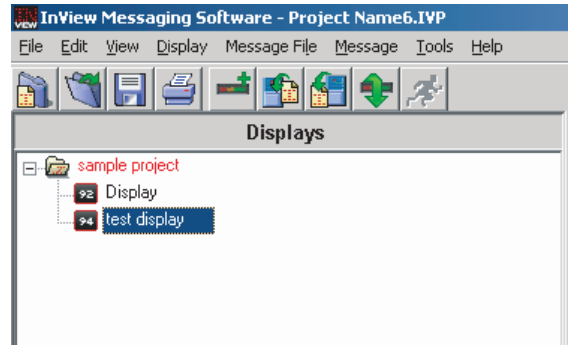 InView Messaging Software - Project Name6.IVP
File Edit View Display Message File Message Tools Help
Displays
sample project
92 Display
94 test display